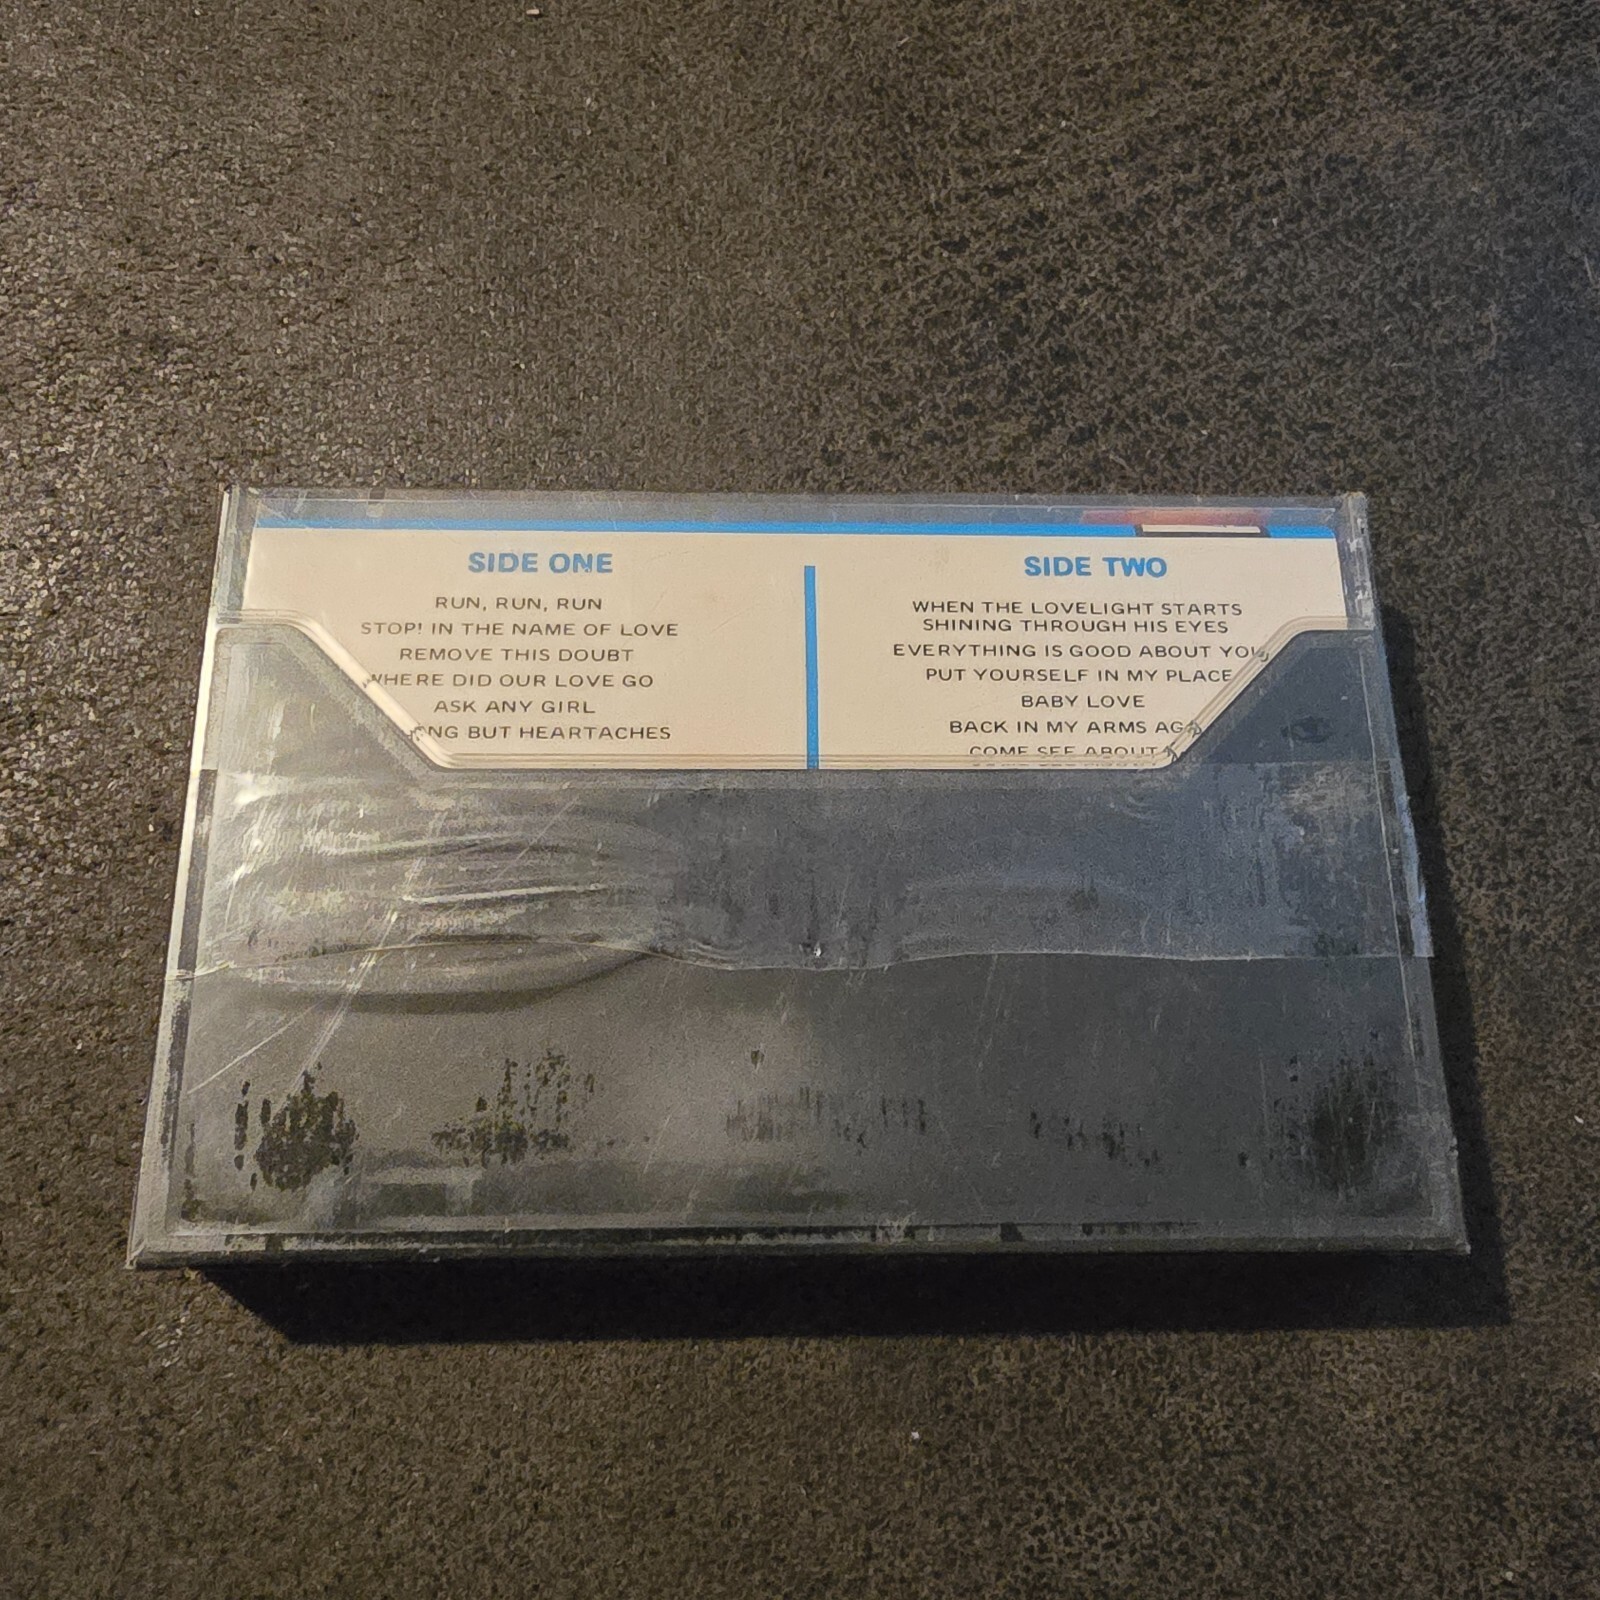 SIDE ONE
RUN, RUN, RUN
STOP! IN THE NAME OF LOVE
REMOVE THIS DOUBT
WHERE DID OUR LOVE GO
ASK ANY GIRL
BUT HEARTACHES
SIDE TWO
WHEN THE LOVELIGHT STARTS
SHINING THROUGH HIS EYES
EVERYTHING IS GOOD ABOUT YOU
PUT YOURSELF IN MY PLACE
BABY LOVE
BACK IN MY ARMS
COME SEE ABOUT